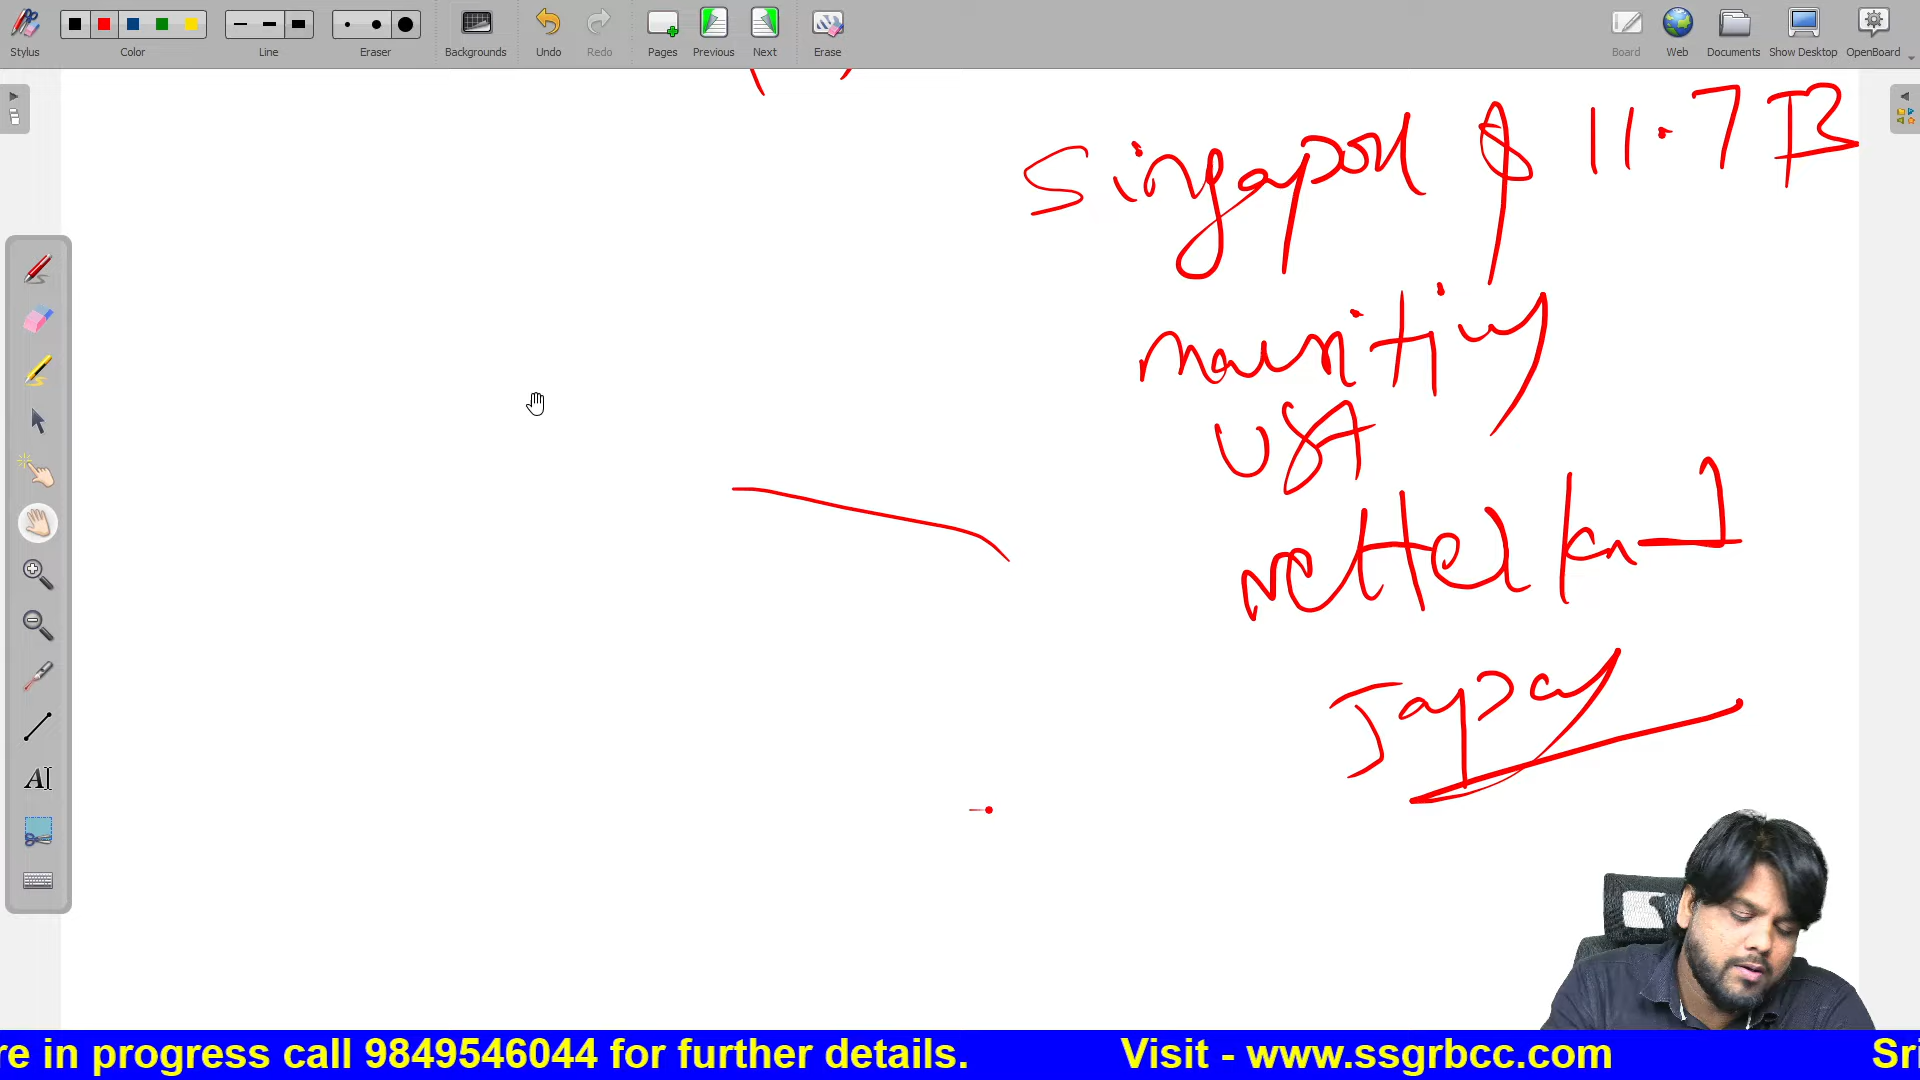 Stylus
Color
Line
Eraser
Backgrounds
Undo
Redo
Pages
Previous
Next
Erase
Board
Web
Documents
Show Desktop
OpenBoard
Singapore $ 11.7 B
mauritius
USA
Netherland
Japan
re in progress call 9849546044 for further details. Visit - www.ssgrbcc.com Sri